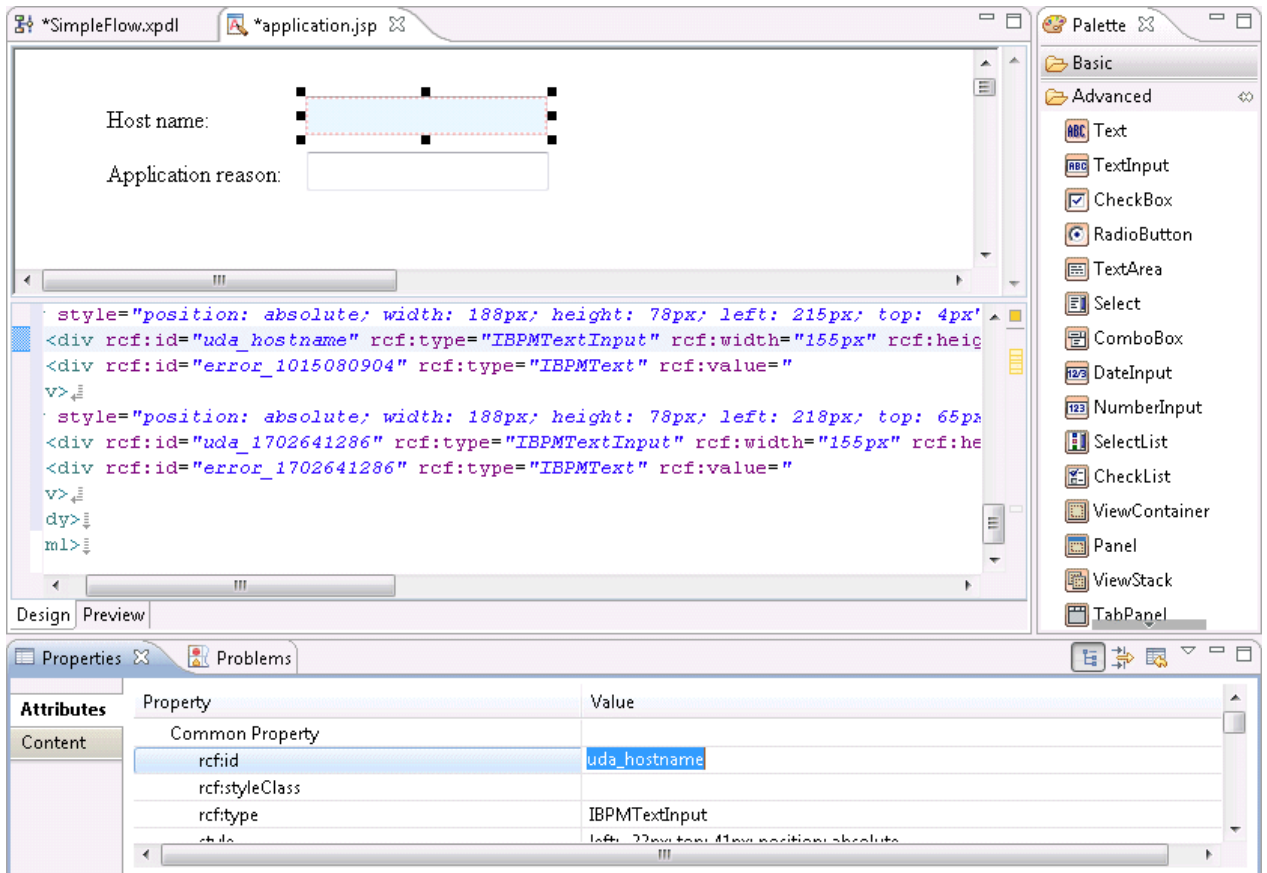 *SimpleFlow.xpdl
*application.jsp
Host name:
Application reason:
style="position: absolute; width: 188px; height: 78px; left: 215px; top: 4px"
<div rcf:id="uda_hostname" rcf:type="IBPMTextInput" rcf:width="155px" rcf:heig
<div rcf:id="error_1015080904" rcf:type="IBPMText" rcf:value="
v>
style="position: absolute; width: 188px; height: 78px; left: 218px; top: 65px
<div rcf:id="uda_1702641286" rcf:type="IBPMTextInput" rcf:width="155px" rcf:he
<div rcf:id="error_1702641286" rcf:type="IBPMText" rcf:value="
v>
dy>
ml>
Design Preview
Palette
Basic
Advanced
Text
TextInput
CheckBox
RadioButton
TextArea
Select
ComboBox
DateInput
NumberInput
SelectList
CheckList
ViewContainer
Panel
ViewStack
TabPanel
Properties
Problems
Attributes
Content
Property Value
Common Property
rcf:id uda_hostname
rcf:styleClass
rcf:type IBPMTextInput
style